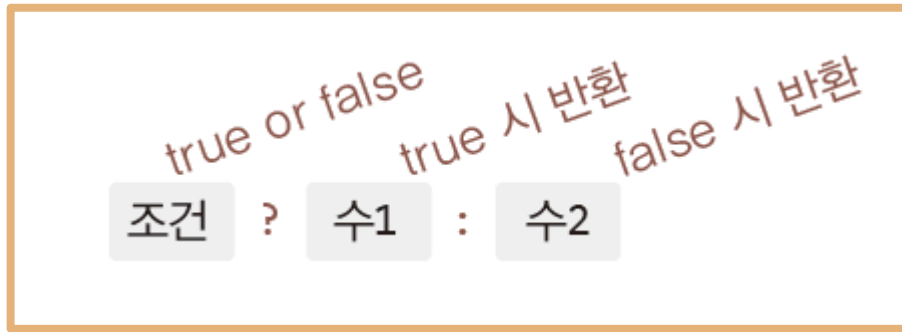 true or false
true 시 반환
false 시 반환
조건 ? 수1 : 수2